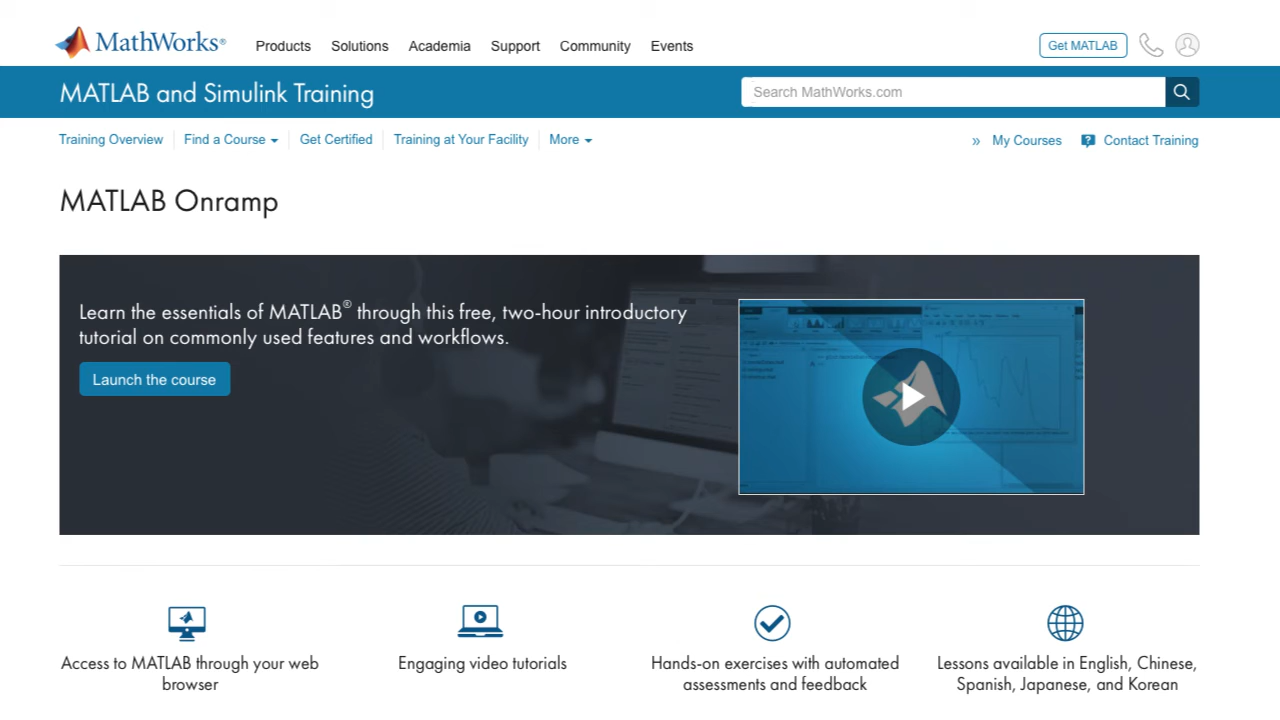 MathWorks®
Products Solutions Academia Support Community Events
Get MATLAB
MATLAB and Simulink Training
Search MathWorks.com
Training Overview Find a Course Get Certified Training at Your Facility More
» My Courses Contact Training
MATLAB Onramp
Learn the essentials of MATLAB® through this free, two-hour introductory
tutorial on commonly used features and workflows.
Launch the course
Access to MATLAB through your web
browser
Engaging video tutorials
Hands-on exercises with automated
assessments and feedback
Lessons available in English, Chinese,
Spanish, Japanese, and Korean